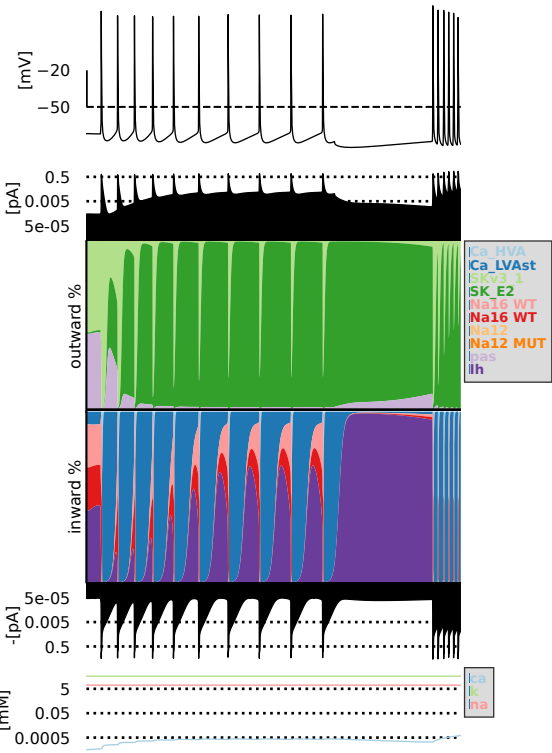 [mV]
−20
−50
[pA]
0.5
0.005
5e-05
outward %
Ca_HVA
Ca_LVAst
SKv3_1
SK_E2
Na16 WT
Na16 WT
Na12
Na12 MUT
pas
Ih
inward %
-[pA]
5e-05
0.005
0.5
[mM]
5
0.05
0.0005
ca
k
na